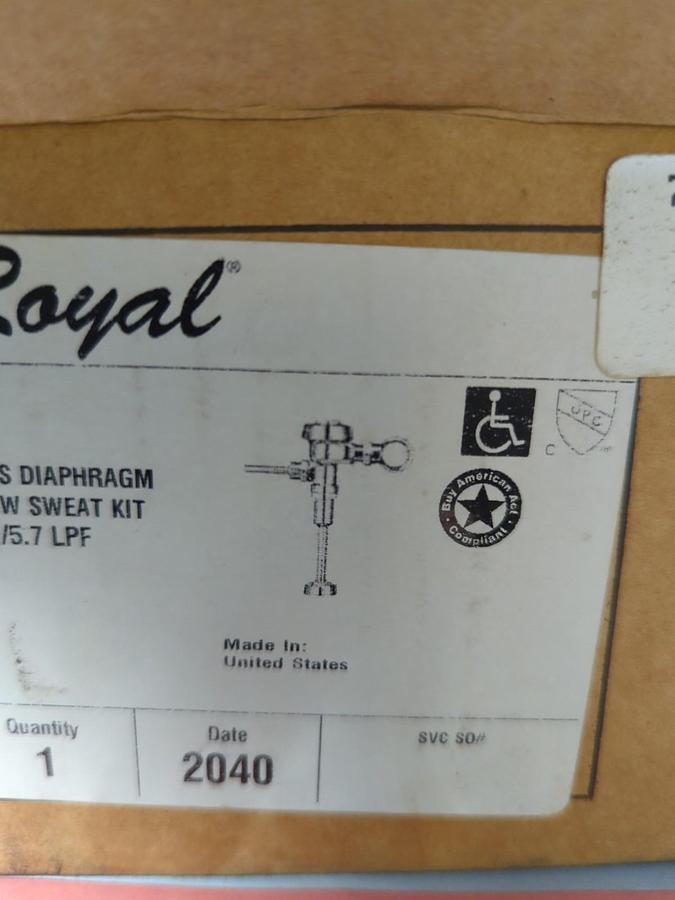 Royal®
S DIAPHRAGM
W SWEAT KIT
/5.7 LPF
C
UPC
Buy American Act
Compliant
Made In:
United States
Quantity
1
Date
2040
SVC SO#